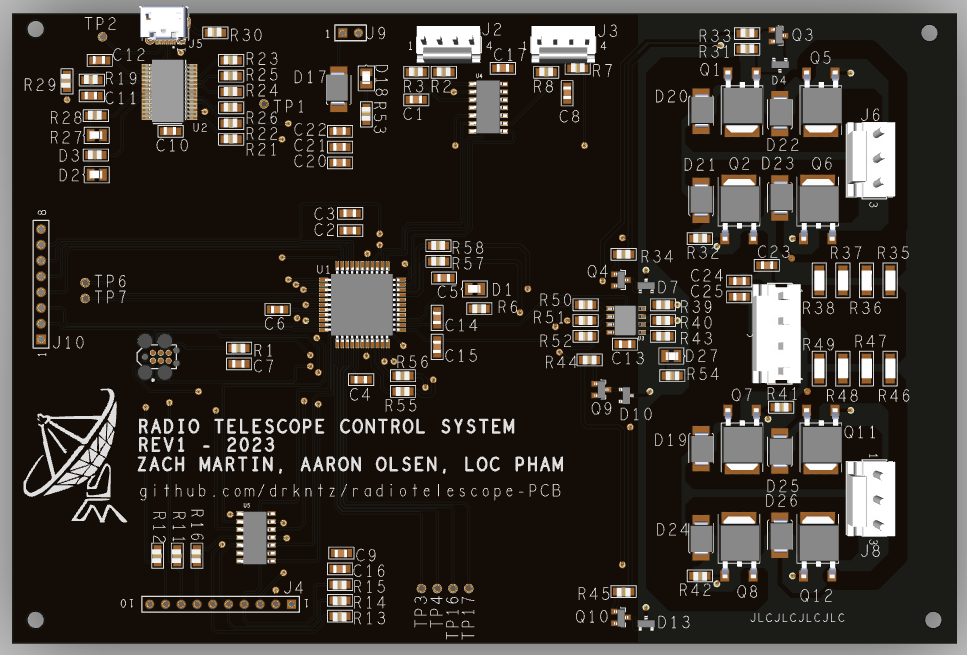 TP2
J5
R30
J9
J2
J3
R33
Q3
R31
C12
R23
R29
R19
R25
D17
D18
1
4
C17
1
4
R7
Q1
D4
Q5
C11
R24
R3
R2
U4
R8
D20
R28
TP1
R53
C1
C8
J6
R27
U2
R26
C22
D22
D3
C10
R22
C21
D2
R21
C20
D21
Q2
D23
Q6
3
8
C3
C2
R58
R32
R34
C23
R37
R35
U1
R57
Q4
C24
TP6
C5
D1
D7
C25
TP7
R50
R39
R38
R36
C6
R6
R51
R40
C14
J10
1
R1
R52
R43
R49
R47
C7
C15
R44
C13
D27
R56
R54
R48
R46
C4
R55
Q9
D10
Q7
R41
RADIO TELESCOPE CONTROL SYSTEM
REV1 - 2023
ZACH MARTIN, AARON OLSEN, LOC PHAM
github.com/drkntz/radiotelescope-PCB
D19
Q11
1
D25
D26
R12
R11
R16
U5
D24
J8
3
C9
C16
R15
R14
R13
J4
10
1
TP3
TP4
TP16
TP17
R45
R42
Q8
Q12
Q10
D13
JLCJLCJLCJLC